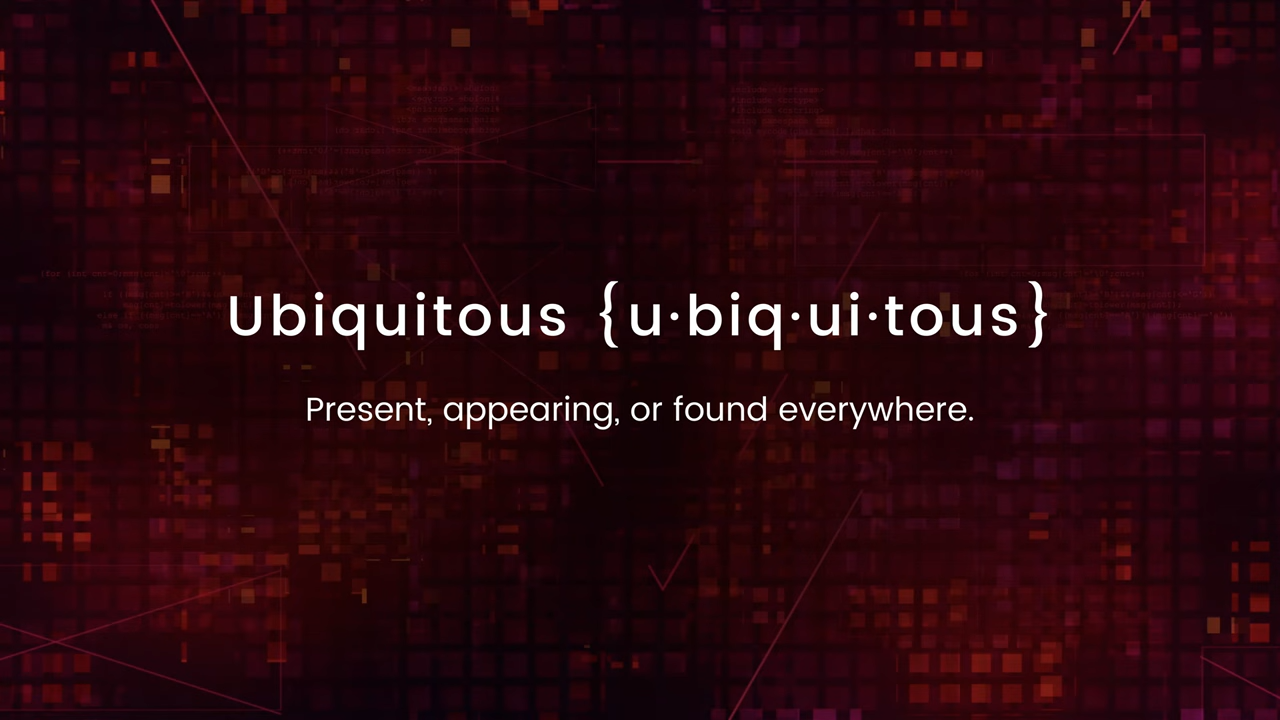 Ubiquitous {u·biq·ui·tous}
Present, appearing, or found everywhere.